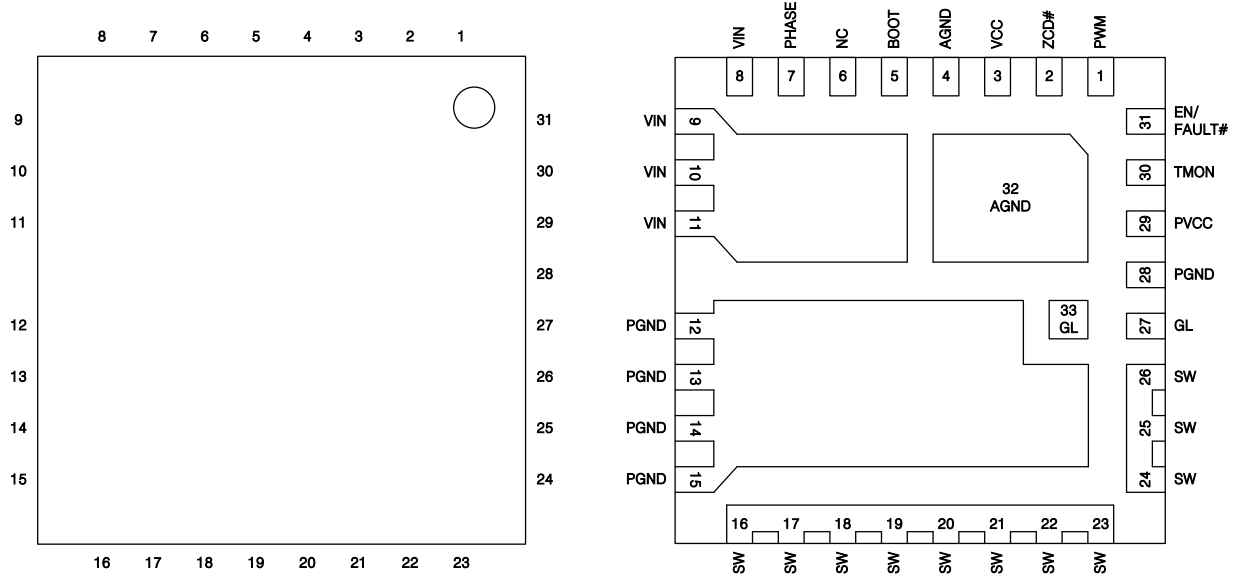 8 7 6 5 4 3 2 1
9
10
11
12
13
14
15
31
30
29
28
27
26
25
24
16 17 18 19 20 21 22 23
VIN PHASE NC BOOT AGND VCC ZCD# PWM
8 7 6 5 4 3 2 1
VIN 9
VIN 10
VIN 11
PGND 12
PGND 13
PGND 14
PGND 15
32
AGND
33
GL
31 EN/
FAULT#
30 TMON
29 PVCC
28 PGND
27 GL
26 SW
25 SW
24 SW
16 17 18 19 20 21 22 23
SW SW SW SW SW SW SW SW